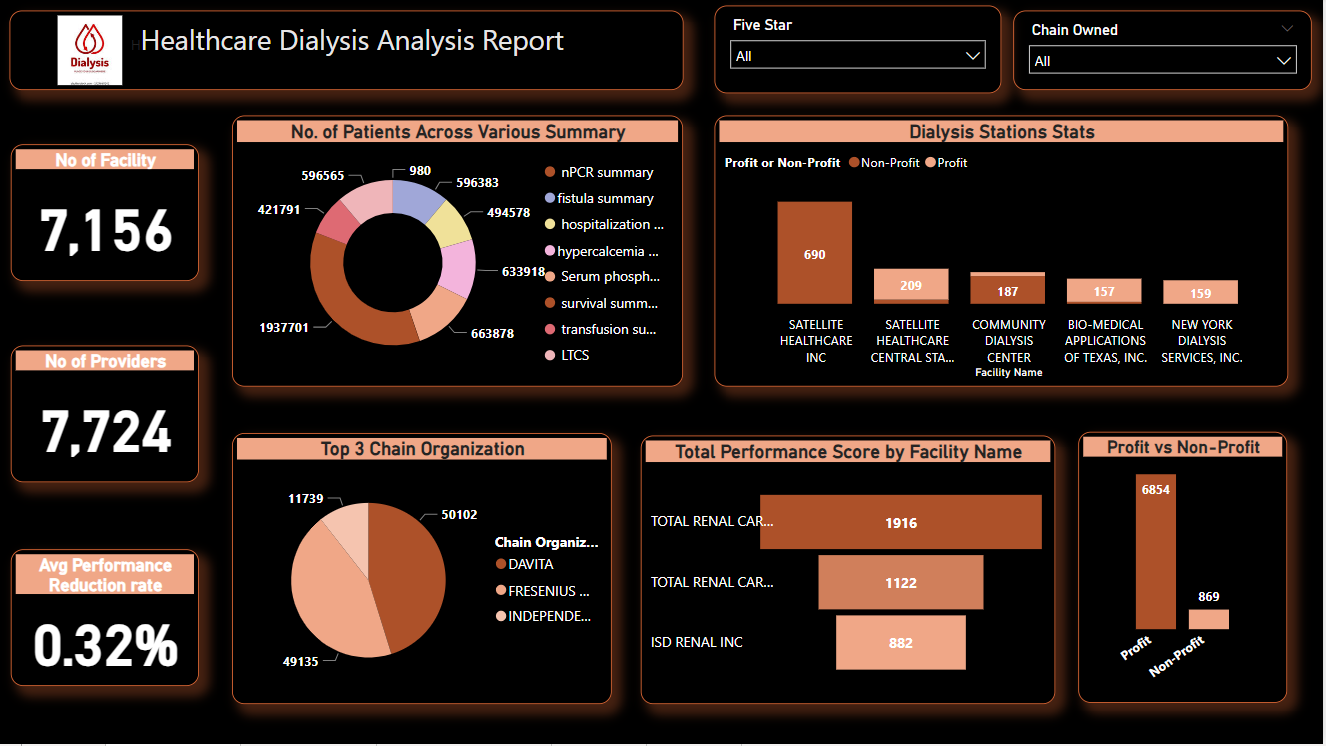 Dialysis
Healthcare Dialysis Analysis Report
Five Star
All
Chain Owned
All
No of Facility
7,156
No of Providers
7,724
Avg Performance
Reduction rate
0.32%
No. of Patients Across Various Summary
980
596383
494578
633918
663878
1937701
421791
596565
nPCR summary
fistula summary
hospitalization ...
hypercalcemia ...
Serum phosph...
survival summ...
transfusion su...
LTCS
Dialysis Stations Stats
Profit or Non-Profit Non-Profit Profit
690
209
187
157
159
SATELLITE
HEALTHCARE
INC
SATELLITE
HEALTHCARE
CENTRAL STA...
COMMUNITY
DIALYSIS
CENTER
BIO-MEDICAL
APPLICATIONS
OF TEXAS, INC.
NEW YORK
DIALYSIS
SERVICES, INC.
Facility Name
Top 3 Chain Organization
11739
50102
49135
Chain Organiz...
DAVITA
FRESENIUS ...
INDEPENDE...
Total Performance Score by Facility Name
TOTAL RENAL CAR...
1916
TOTAL RENAL CAR...
1122
ISD RENAL INC
882
Profit vs Non-Profit
6854
869
Profit
Non-Profit